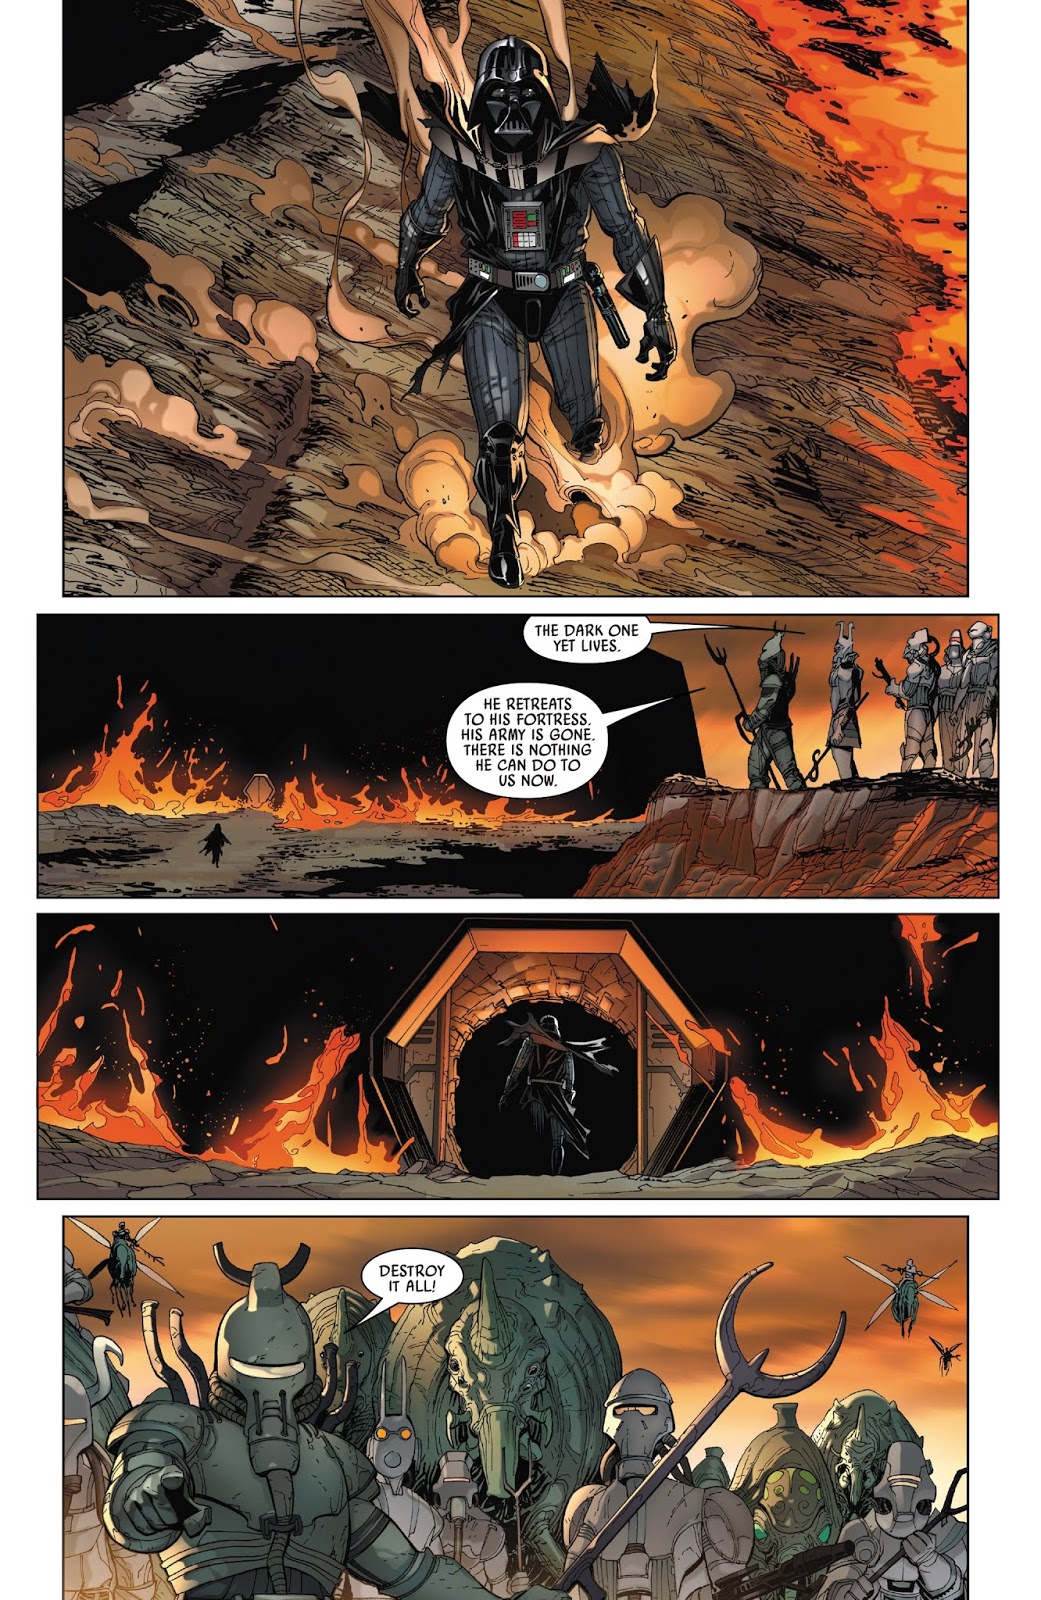 THE DARK ONE
YET LIVES.
HE RETREATS
TO HIS FORTRESS.
HIS ARMY IS GONE.
THERE IS NOTHING
HE CAN DO TO
US NOW.
DESTROY
IT ALL!